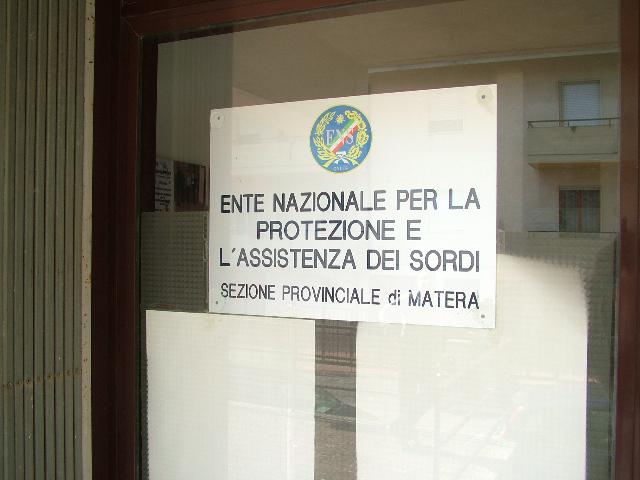 ENS
ENTE NAZIONALE PER LA
PROTEZIONE E
L'ASSISTENZA DEI SORDI
SEZIONE PROVINCIALE di MATERA